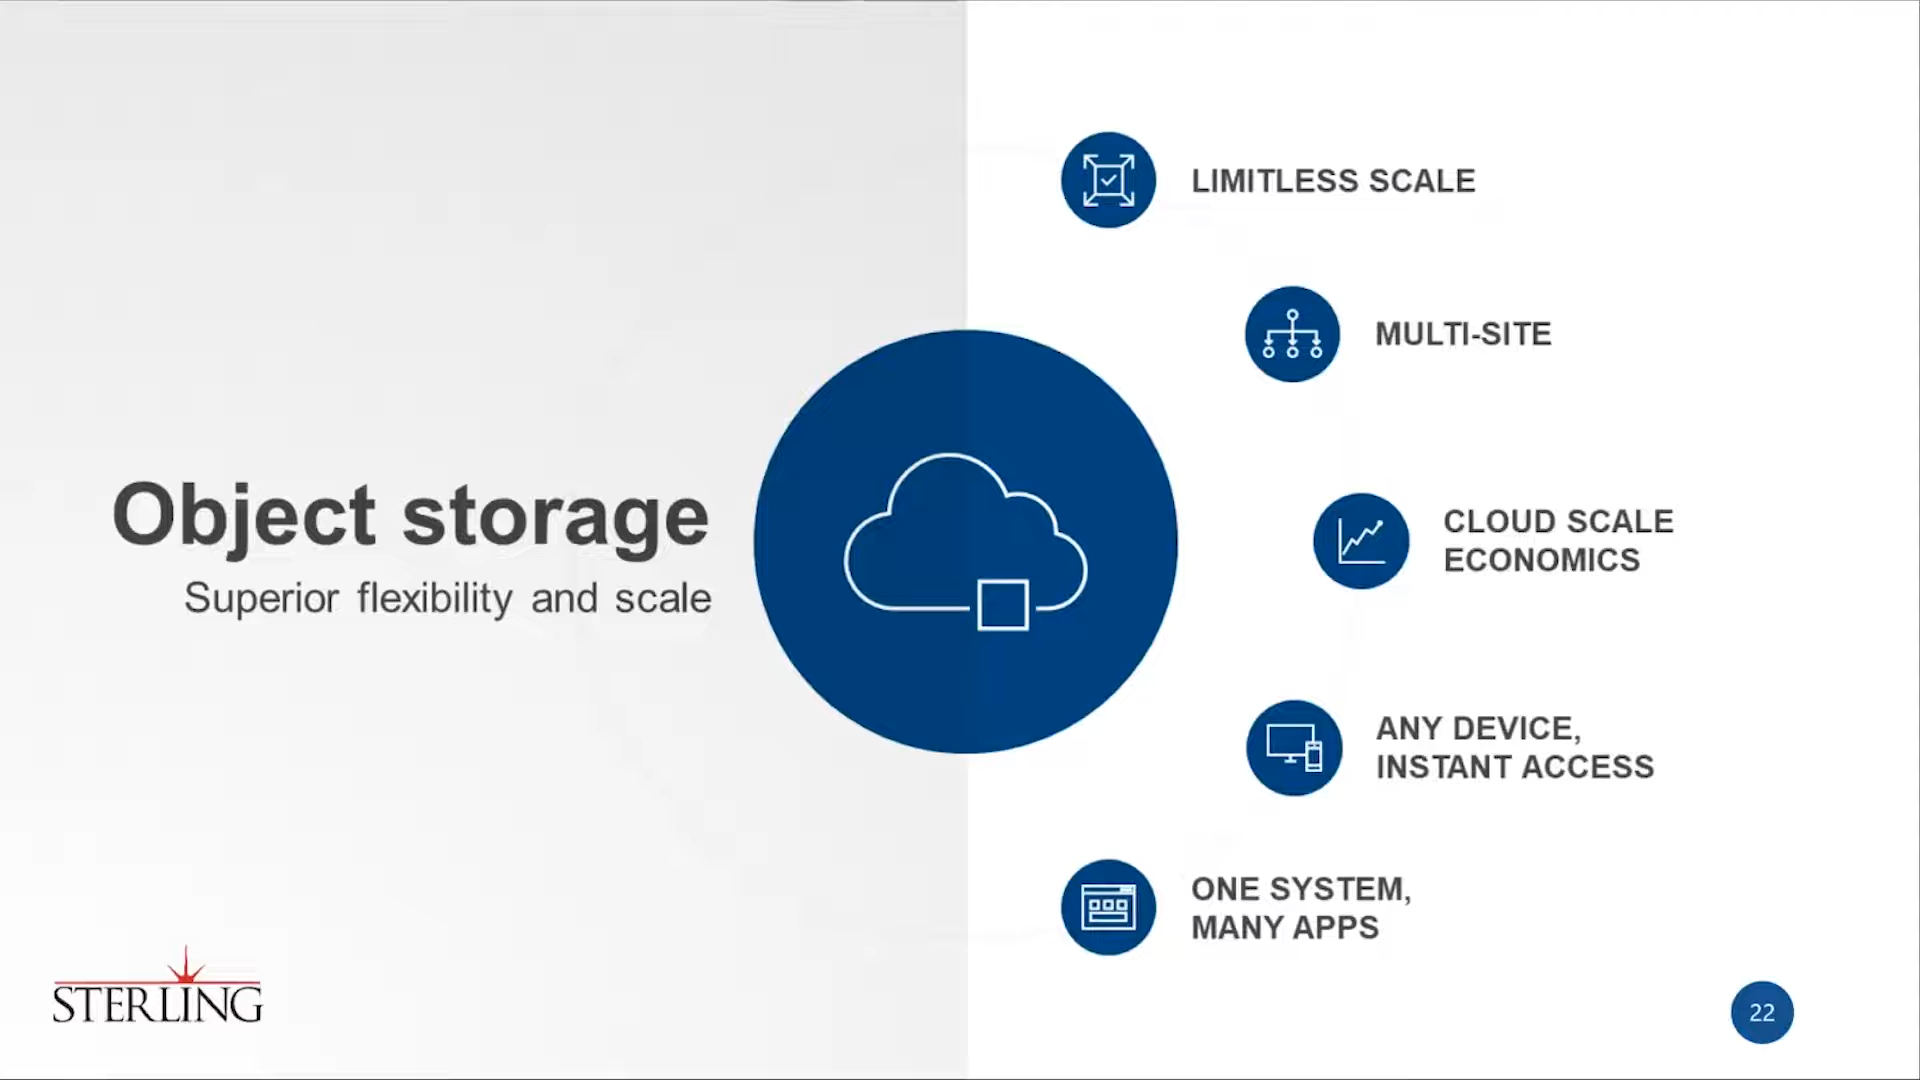 Object storage
Superior flexibility and scale
LIMITLESS SCALE
MULTI-SITE
CLOUD SCALE
ECONOMICS
ANY DEVICE,
INSTANT ACCESS
ONE SYSTEM,
MANY APPS
STERLING
22